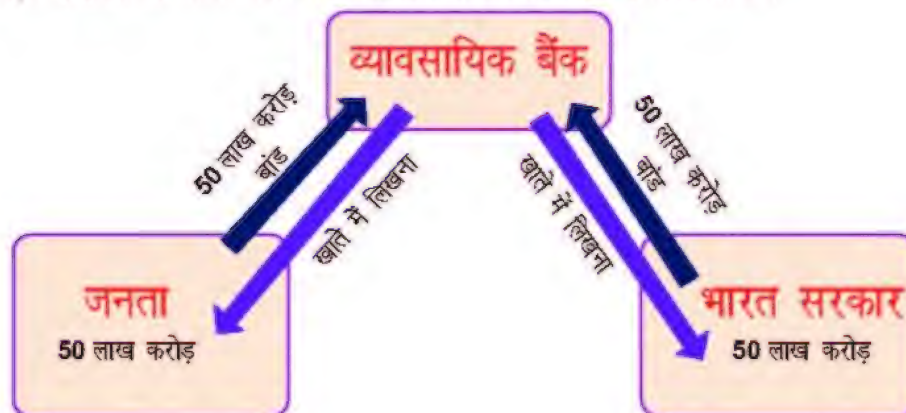 व्यावसायिक बैंक
50 लाख करोड़
बांड
खाते में लिखना
खाते में लिखना
50 लाख करोड़
बांड
जनता
50 लाख करोड़
भारत सरकार
50 लाख करोड़